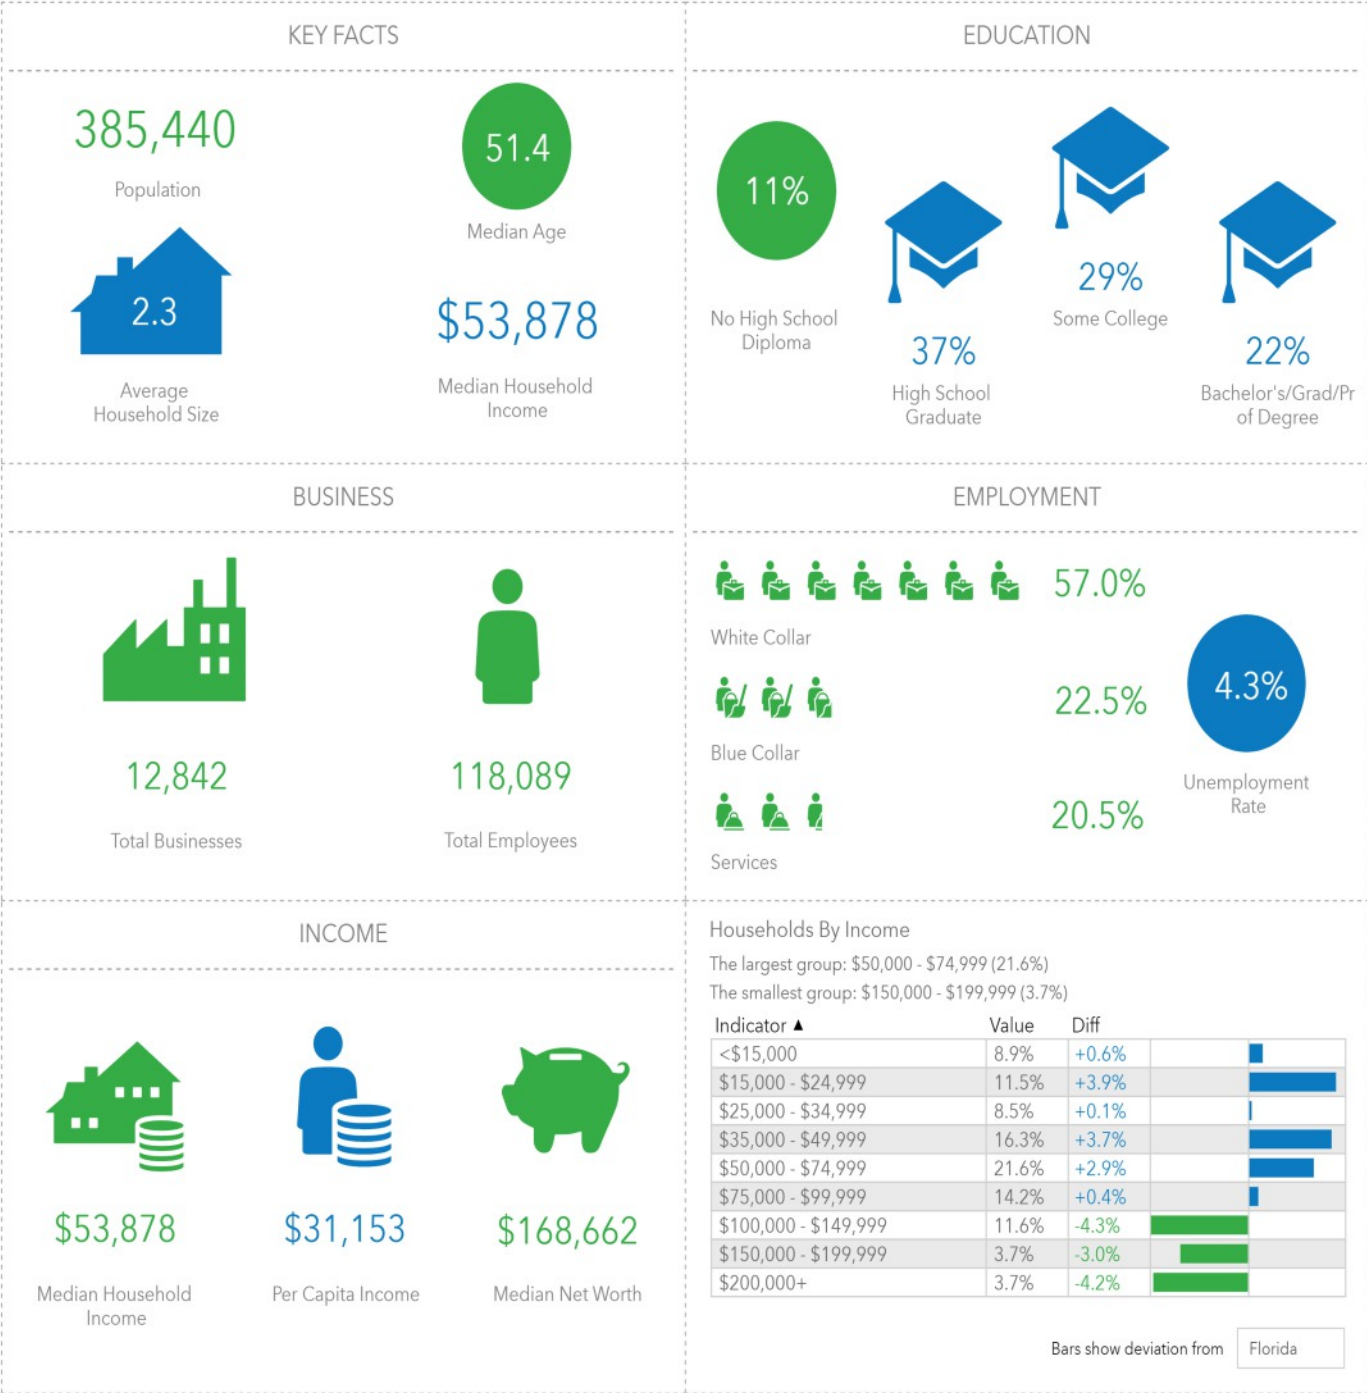 KEY FACTS
385,440
Population
51.4
Median Age
2.3
Average
Household Size
$53,878
Median Household
Income
EDUCATION
11%
No High School
Diploma
37%
High School
Graduate
29%
Some College
22%
Bachelor's/Grad/Pr
of Degree
BUSINESS
12,842
Total Businesses
118,089
Total Employees
EMPLOYMENT
57.0%
White Collar
22.5%
Blue Collar
20.5%
Services
4.3%
Unemployment
Rate
INCOME
$53,878
Median Household
Income
$31,153
Per Capita Income
$168,662
Median Net Worth
Households By Income
The largest group: $50,000 - $74,999 (21.6%)
The smallest group: $150,000 - $199,999 (3.7%)
Indicator ▲ Value Diff
<$15,000 8.9% +0.6%
$15,000 - $24,999 11.5% +3.9%
$25,000 - $34,999 8.5% +0.1%
$35,000 - $49,999 16.3% +3.7%
$50,000 - $74,999 21.6% +2.9%
$75,000 - $99,999 14.2% +0.4%
$100,000 - $149,999 11.6% -4.3%
$150,000 - $199,999 3.7% -3.0%
$200,000+ 3.7% -4.2%
Bars show deviation from Florida